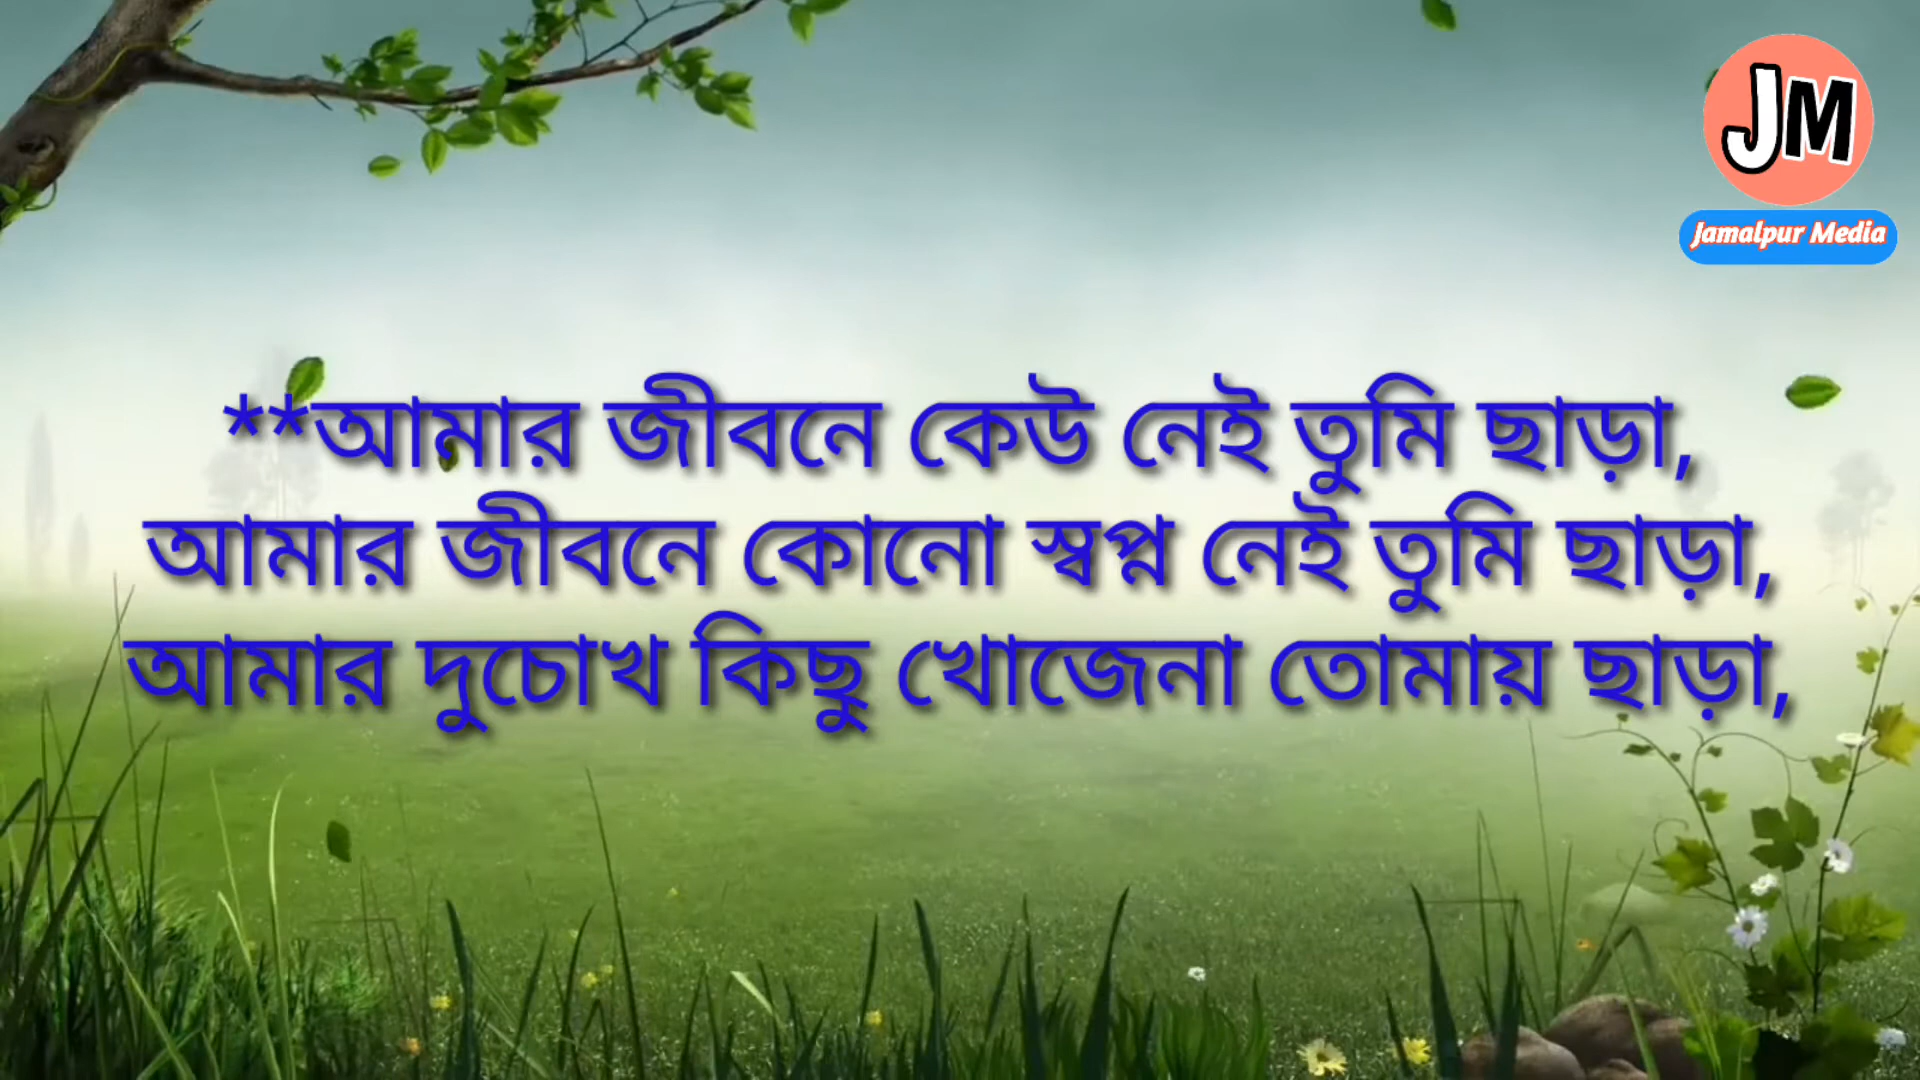 JM
Jamalpur Media
**আমার জীবনে কেউ নেই তুমি ছাড়া,
আমার জীবনে কোনো স্বপ্ন নেই তুমি ছাড়া,
আমার দুচোখ কিছু খোজেনা তোমায় ছাড়া,